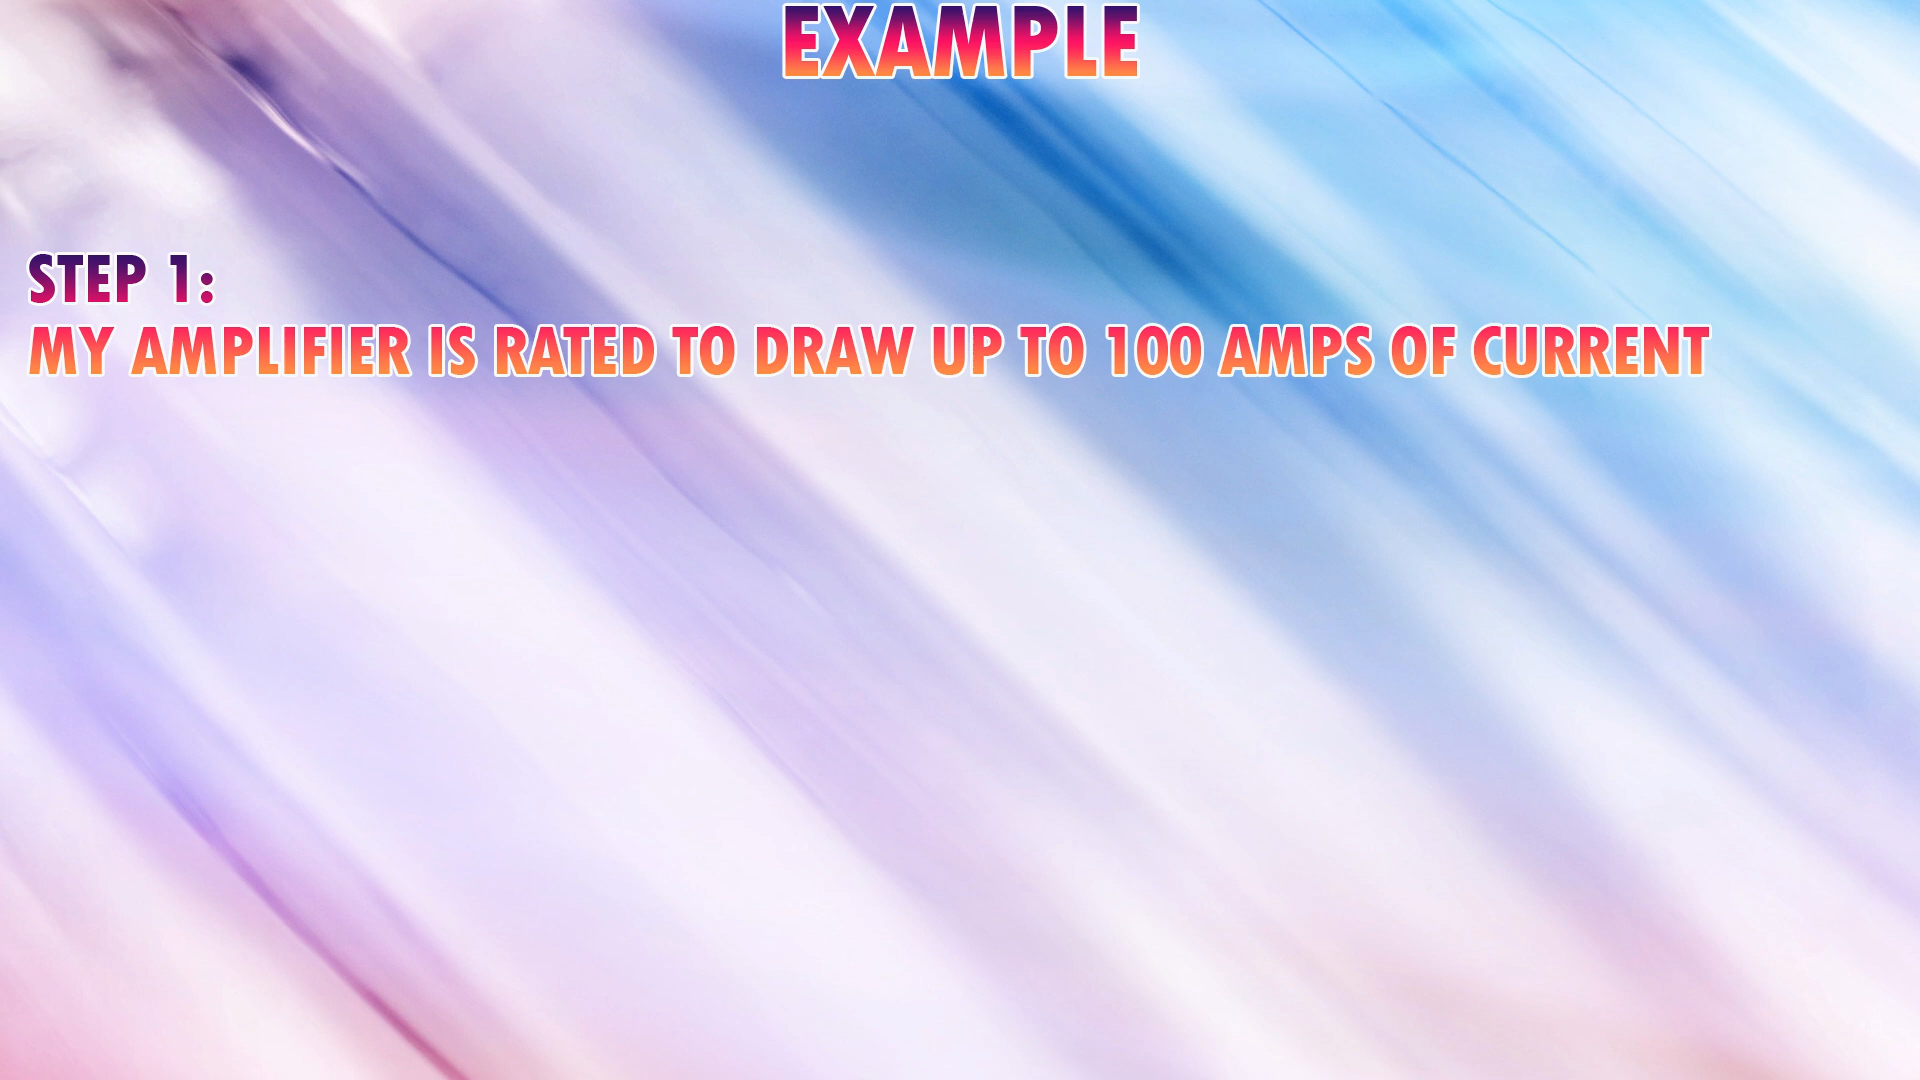 EXAMPLE
STEP 1:
MY AMPLIFIER IS RATED TO DRAW UP TO 100 AMPS OF CURRENT